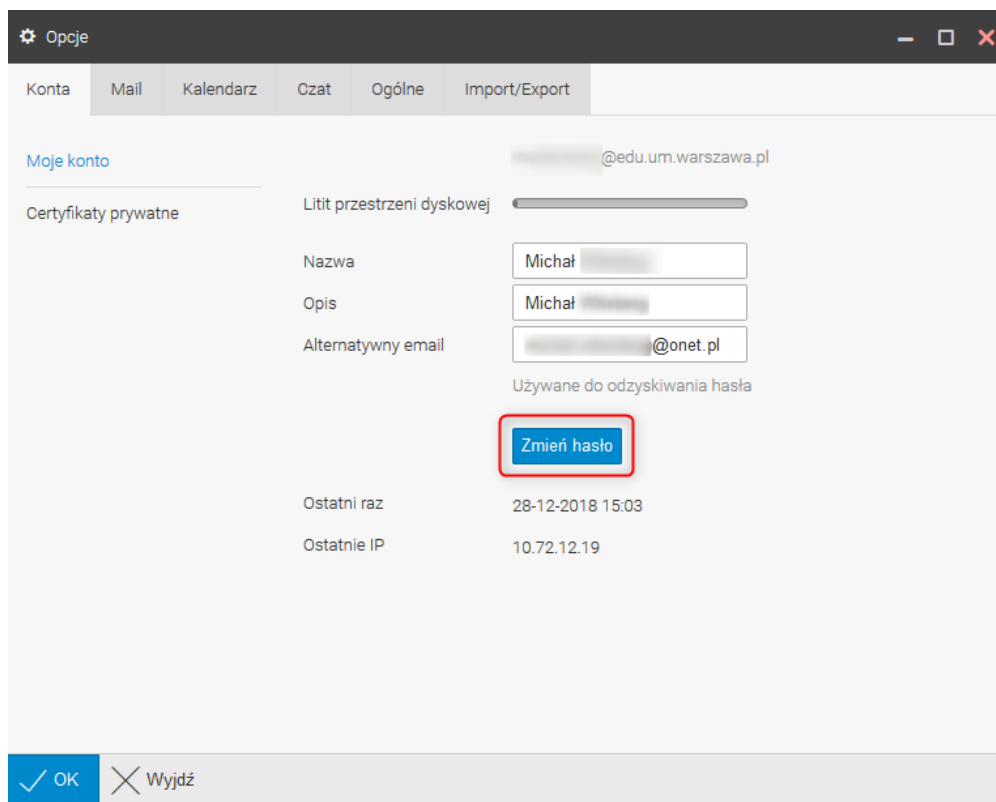 Opcje
Konta Mail Kalendarz Czat Ogólne Import/Export
Moje konto
Certyfikaty prywatne
@edu.um.warszawa.pl
Litit przestrzeni dyskowej
Nazwa Michał
Opis Michał
Alternatywny email @onet.pl
Używane do odzyskiwania hasła
Zmień hasło
Ostatni raz 28-12-2018 15:03
Ostatnie IP 10.72.12.19
OK Wyjdź